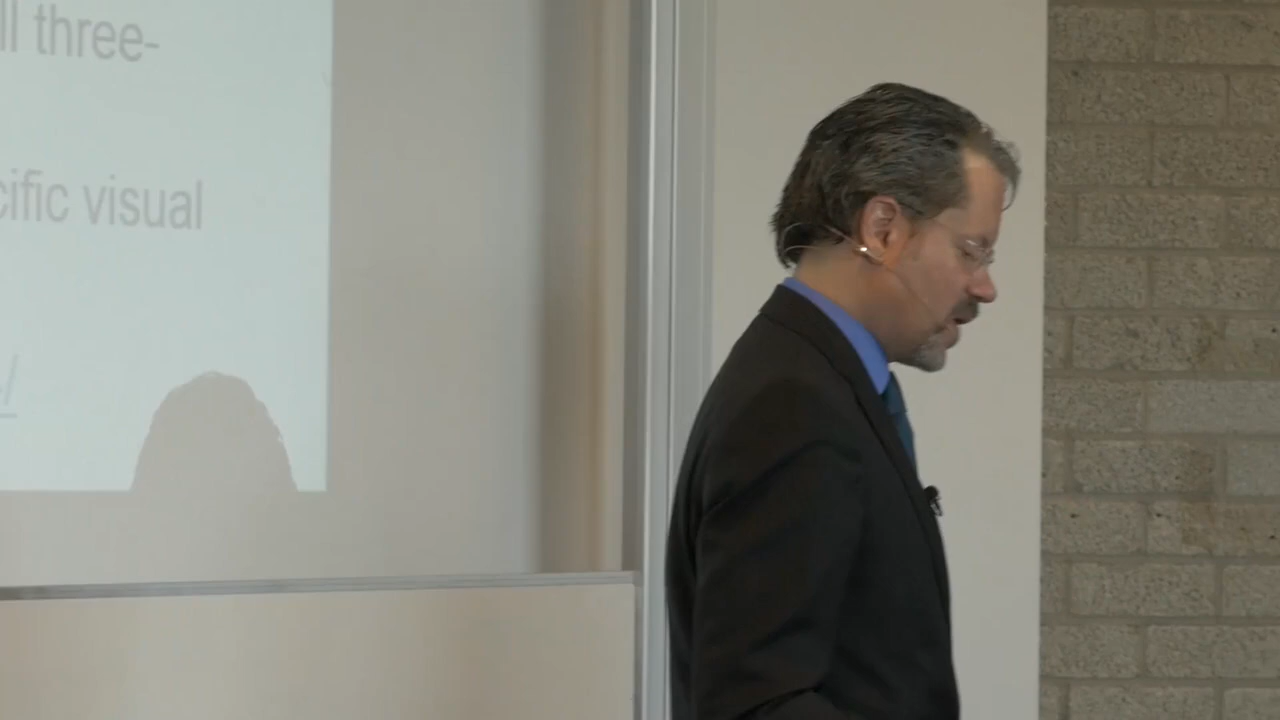 ll three-
cific visual
/